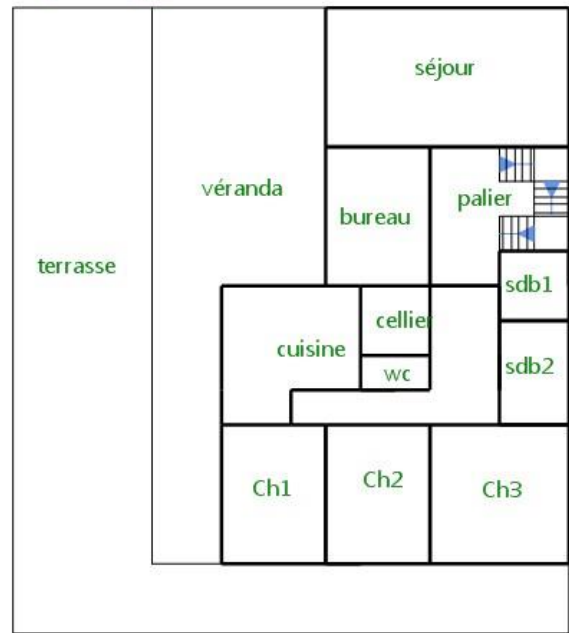 séjour
véranda
bureau
palier
terrasse
sdb1
cellier
cuisine
wc
sdb2
Ch1
Ch2
Ch3